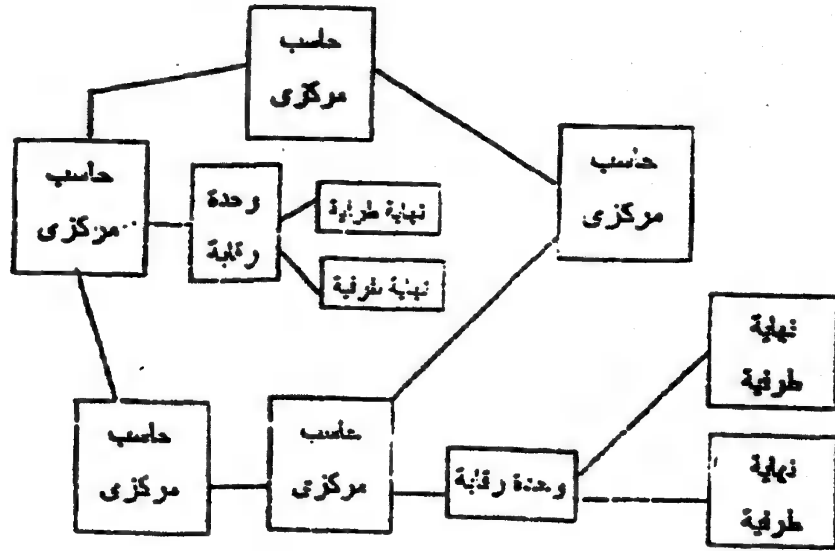 حاسب
مركزى
حاسب
مركزى
حاسب
مركزى
وحدة
رقابة
نهاية طرفية
نهاية طرفية
نهاية
طرفية
حاسب
مركزى
حاسب
مركزى
وحدة رقابة
نهاية
طرفية